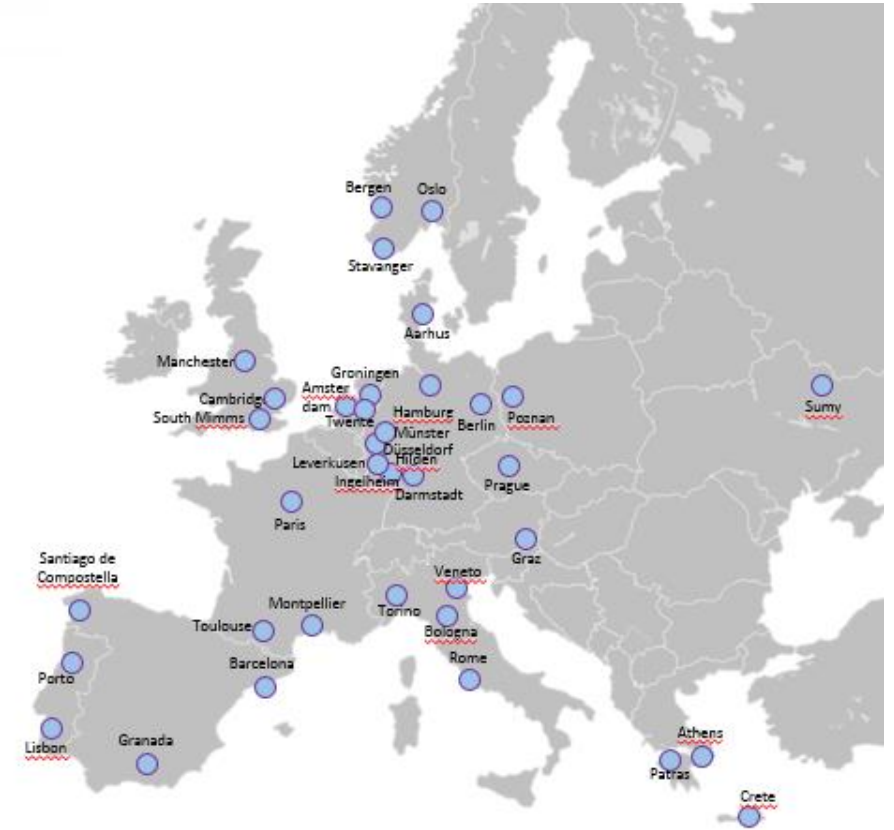 Bergen
Oslo
Stavanger
Aarhus
Manchester
Groningen
Amster
dam
Cambridge
Hamburg
Sumy
South Mimms
Twente
Berlin
Poznan
Münster
Düsseldorf
Hilden
Leverkusen
Ingelheim
Prague
Darmstadt
Paris
Graz
Santiago de
Compostella
Veneto
Montpellier
Torino
Toulouse
Bologna
Barcelona
Rome
Porto
Athens
Granada
Lisbon
Patras
Crete